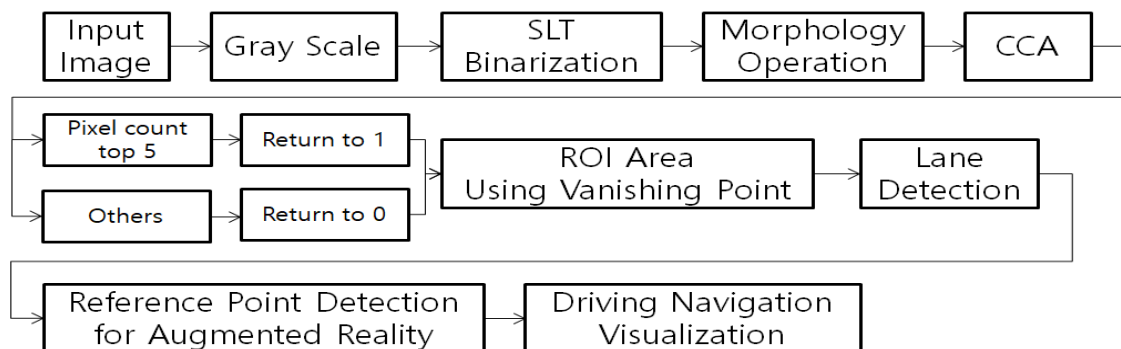 Input
Image
Gray Scale
SLT
Binarization
Morphology
Operation
CCA
Pixel count
top 5
Return to 1
Others
Return to 0
ROI Area
Using Vanishing Point
Lane
Detection
Reference Point Detection
for Augmented Reality
Driving Navigation
Visualization